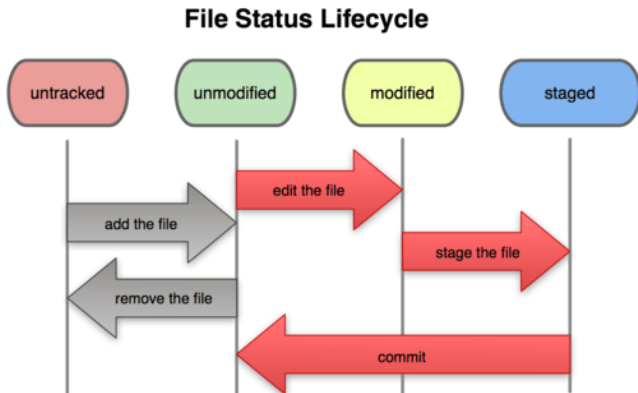 File Status Lifecycle
untracked
unmodified
modified
staged
edit the file
add the file
stage the file
remove the file
commit